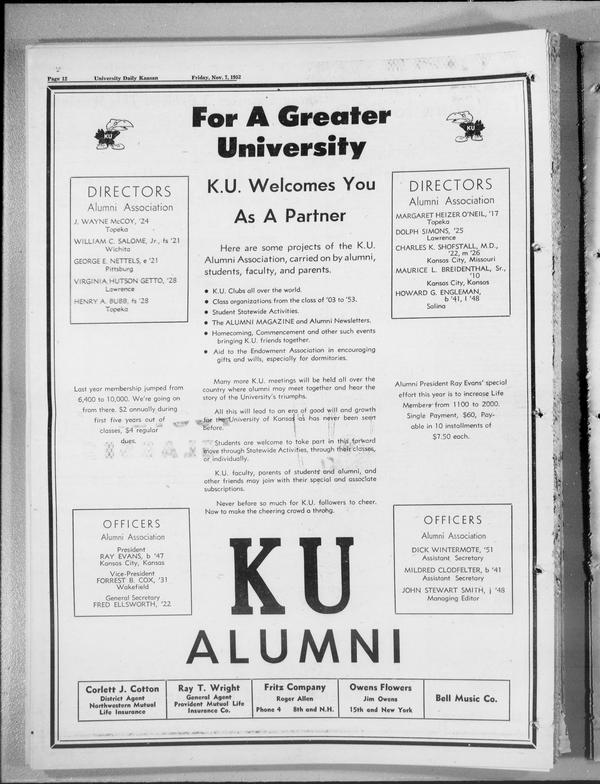 Page 12 University Daily Kansan Friday, Nov. 7, 1952
For A Greater
University
KU
KU
K.U. Welcomes You
As A Partner
DIRECTORS
Alumni Association
J. WAYNE McCOY, '24
Topeka
WILLIAM C. SALOME, Jr., fs '21
Wichita
GEORGE E. NETTELS, e '21
Pittsburg
VIRGINIA HUTSON GETTO, '28
Lawrence
HENRY A. BUBB, fs '28
Topeka
Here are some projects of the K.U.
Alumni Association, carried on by alumni,
students, faculty, and parents.
● K.U. Clubs all over the world.
● Class organizations from the class of '03 to '53.
● Student Statewide Activities.
● The ALUMNI MAGAZINE and Alumni Newsletters.
● Homecoming, Commencement and other such events
bringing K.U. friends together.
● Aid to the Endowment Association in encouraging
gifts and wills, especially for dormitories.
DIRECTORS
Alumni Association
MARGARET HEIZER O'NEIL, '17
Topeka
DOLPH SIMONS, '25
Lawrence
CHARLES K. SHOFSTALL, M.D.,
'22, m '26
Kansas City, Missouri
MAURICE L. BREIDENTHAL, Sr.,
'10
Kansas City, Kansas
HOWARD G. ENGLEMAN,
b '41, l '48
Salina
Last year membership jumped from
6,400 to 10,000. We're going on
from there. $2 annually during
first five years out of
classes, $4 regular
dues.
Many more K.U. meetings will be held all over the
country where alumni may meet together and hear the
story of the University's triumphs.
All this will lead to an era of good will and growth
for the University of Kansas as has never been seen
before.
Students are welcome to take part in this forward
move through Statewide Activities, through their classes,
or individually.
K.U. faculty, parents of students and alumni, and
other friends may join with their special and associate
subscriptions.
Never before so much for K.U. followers to cheer.
Now to make the cheering crowd a throhg.
Alumni President Ray Evans' special
effort this year is to increase Life
Members from 1100 to 2000.
Single Payment, $60, Pay-
able in 10 installments of
$7.50 each.
OFFICERS
Alumni Association
President
RAY EVANS, b '47
Kansas City, Kansas
Vice-President
FORREST B. COX, '31
Wakefield
General Secretary
FRED ELLSWORTH, '22
OFFICERS
Alumni Association
DICK WINTERMOTE, '51
Assistant Secretary
MILDRED CLODFELTER, b '41
Assistant Secretary
JOHN STEWART SMITH, j '48
Managing Editor
KU
ALUMNI
Corlett J. Cotton
District Agent
Northwestern Mutual
Life Insurance
Ray T. Wright
General Agent
Provident Mutual Life
Insurance Co.
Fritz Company
Roger Allen
Phone 4 8th and N.H.
Owens Flowers
Jim Owens
15th and New York
Bell Music Co.